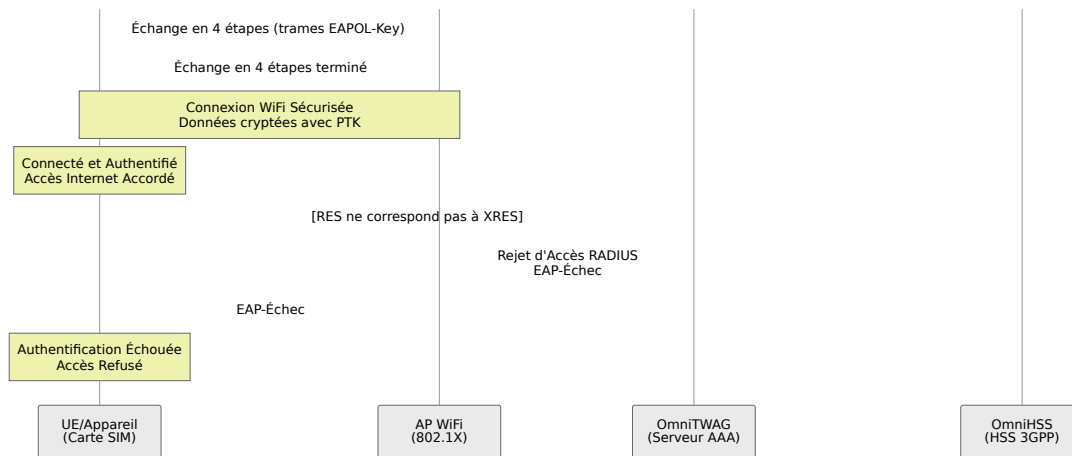 Échange en 4 étapes (trames EAPOL-Key)
Échange en 4 étapes terminé
Connexion WiFi Sécurisée
Données cryptées avec PTK
Connecté et Authentifié
Accès Internet Accordé
[RES ne correspond pas à XRES]
Rejet d'Accès RADIUS
EAP-Échec
EAP-Échec
Authentification Échouée
Accès Refusé
UE/Appareil
(Carte SIM)
AP WiFi
(802.1X)
OmniTWAG
(Serveur AAA)
OmniHSS
(HSS 3GPP)